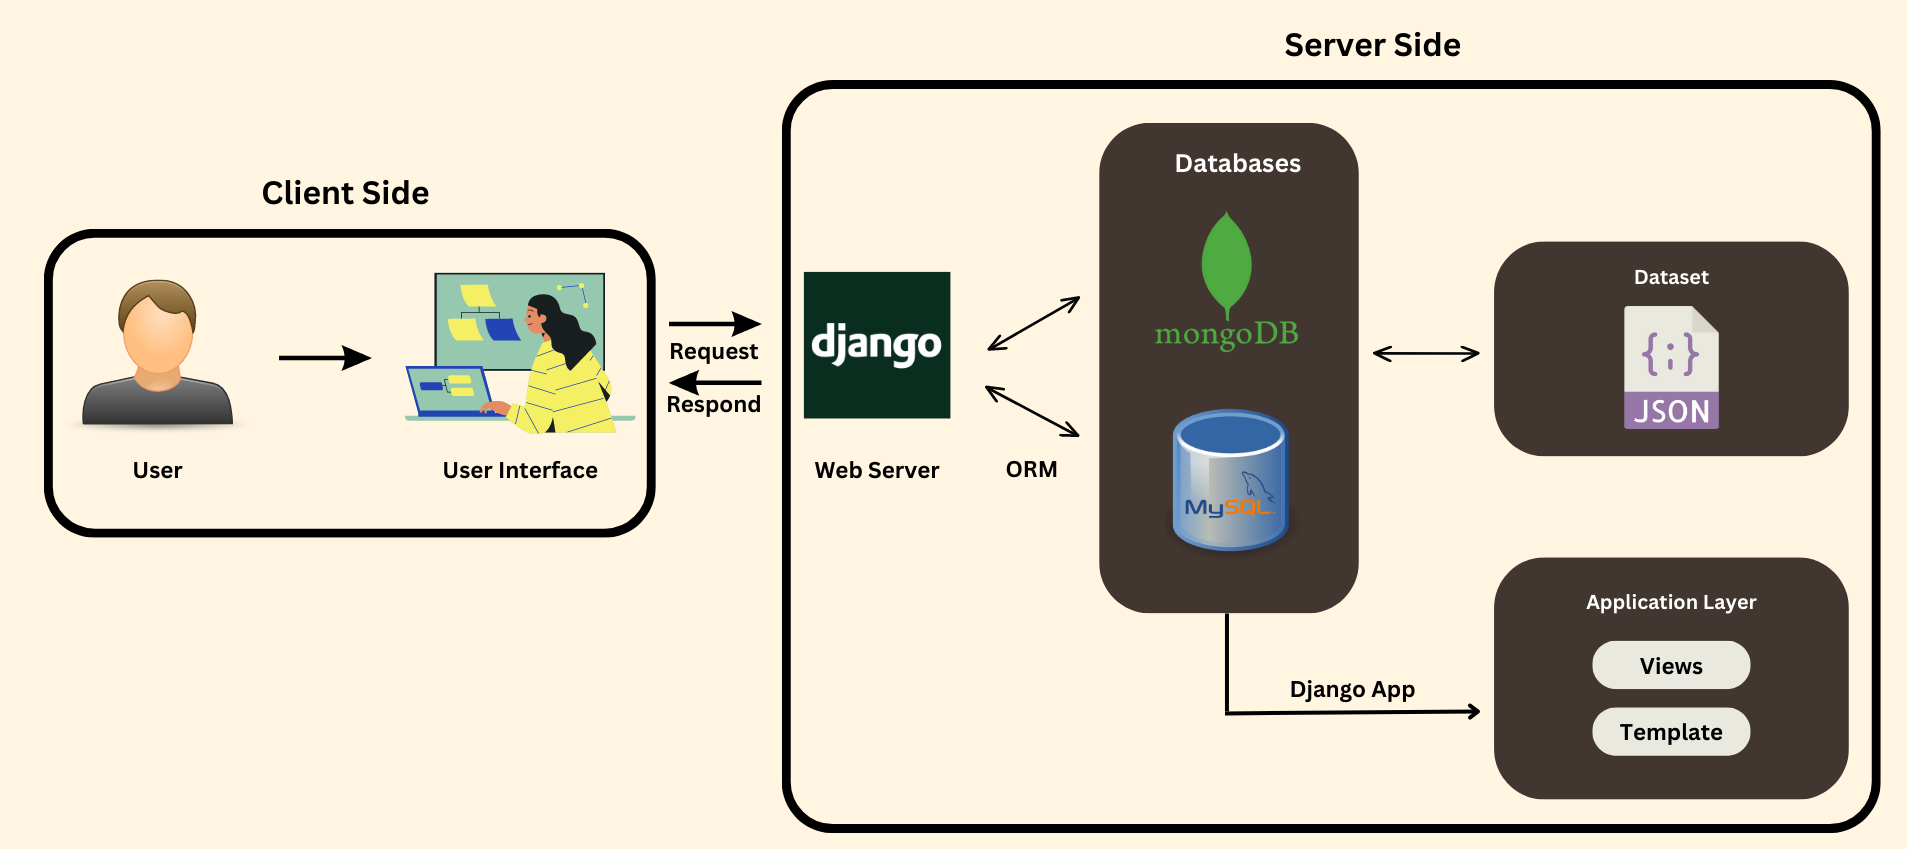 Server Side
Client Side
User
User Interface
Request
Respond
django
Web Server
ORM
Databases
mongoDB
MySQL
Dataset
{;}
JSON
Django App
Application Layer
Views
Template